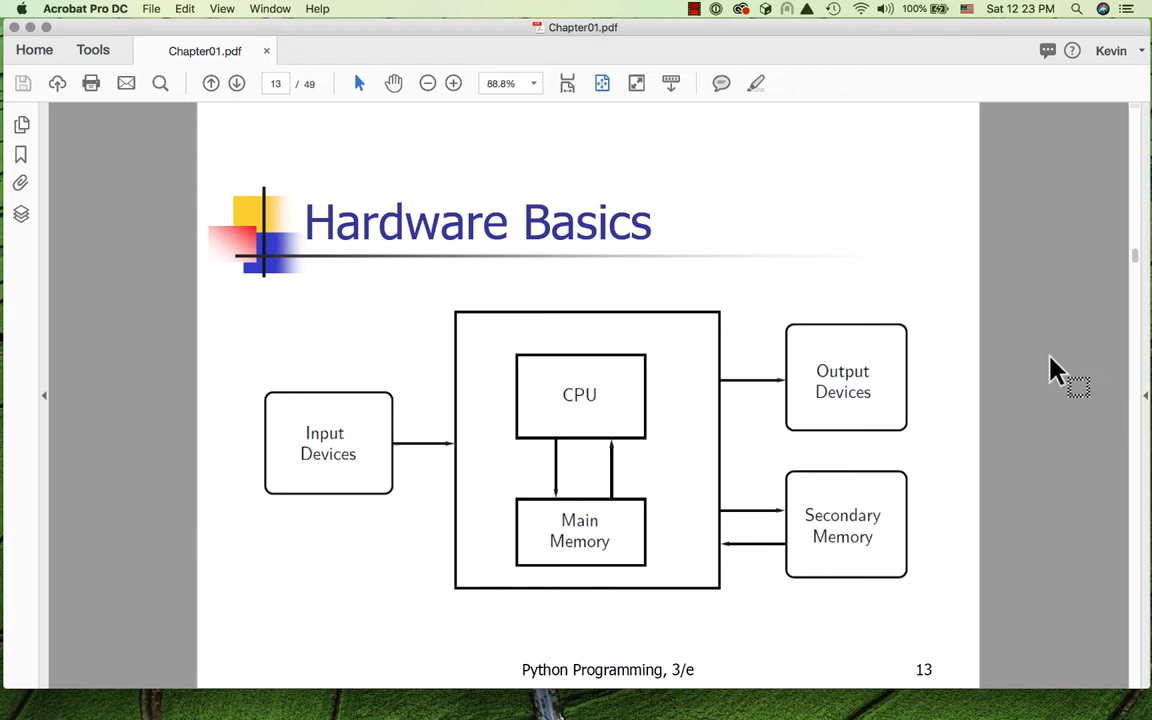 Acrobat Pro DC File Edit View Window Help 100% Sat 12 23 PM
Chapter01.pdf
Home Tools Chapter01.pdf × Kevin
13 / 49 88.8%
Hardware Basics
CPU
Output
Devices
Input
Devices
Main
Memory
Secondary
Memory
Python Programming, 3/e 13